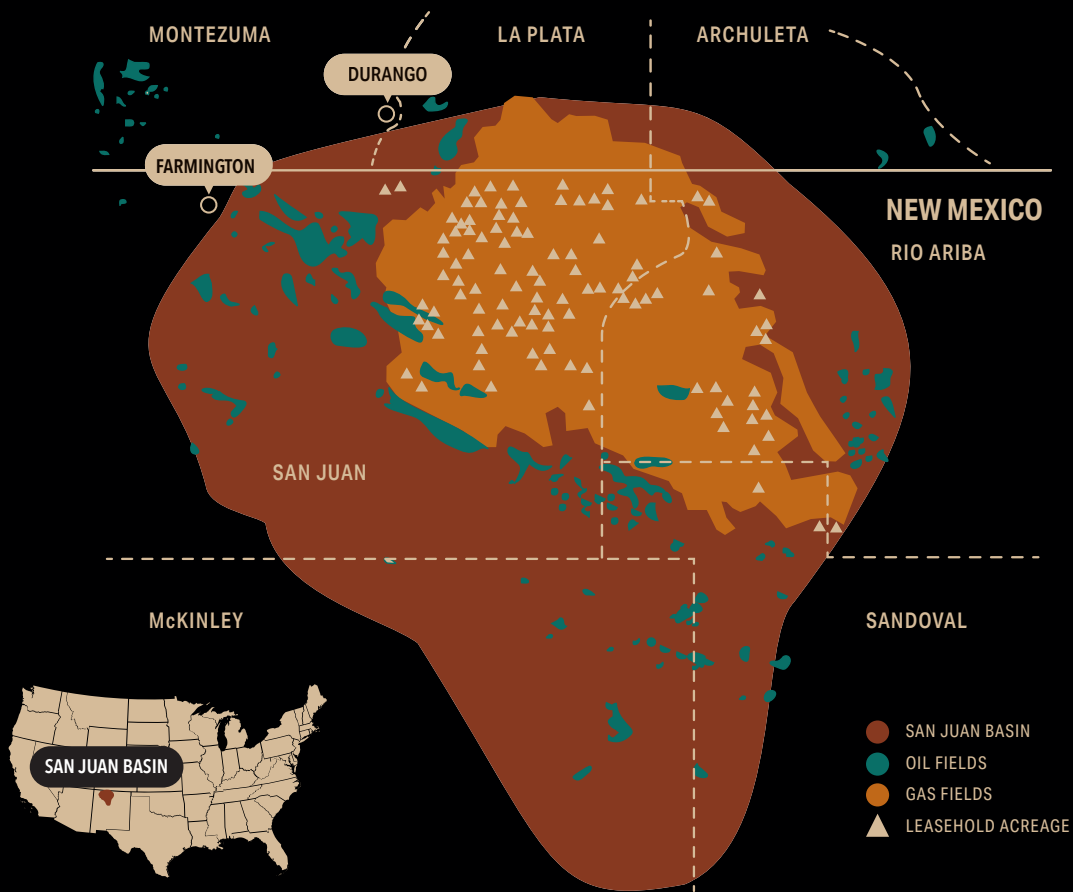 MONTEZUMA
LA PLATA
ARCHULETA
DURANGO
FARMINGTON
NEW MEXICO
RIO ARIBA
SAN JUAN
McKINLEY
SANDOVAL
SAN JUAN BASIN
SAN JUAN BASIN
OIL FIELDS
GAS FIELDS
LEASEHOLD ACREAGE